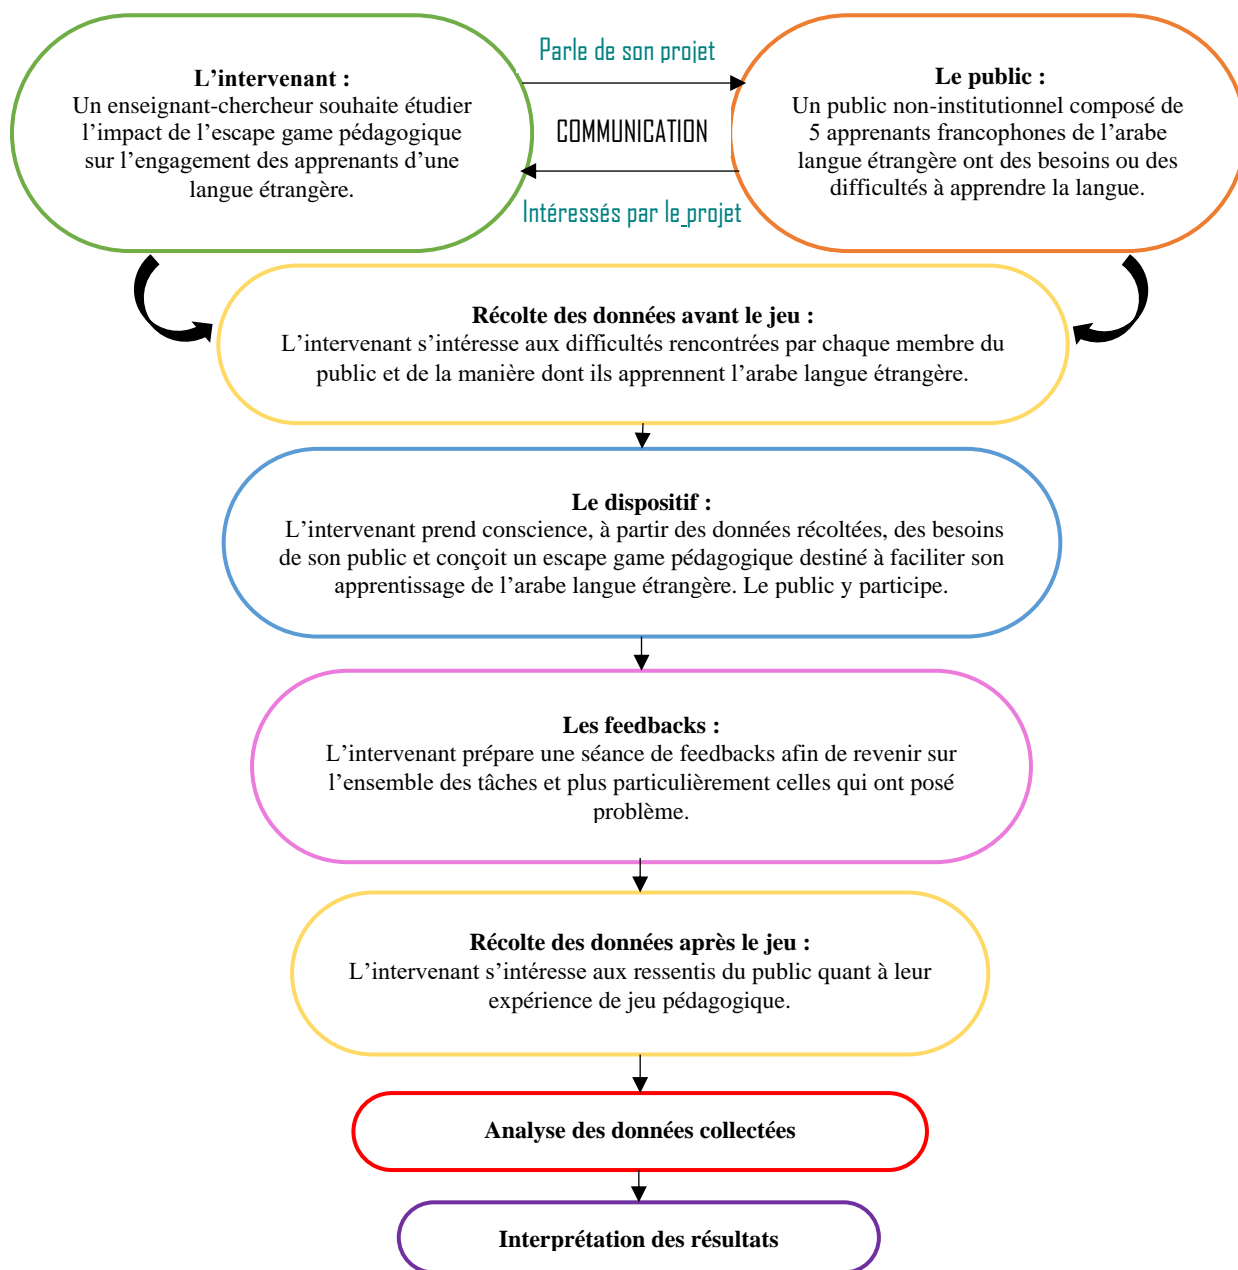 L’intervenant :
Un enseignant-chercheur souhaite étudier
l’impact de l’escape game pédagogique
sur l’engagement des apprenants d’une
langue étrangère.
Parle de son projet
COMMUNICATION
Intéressés par le projet
Le public :
Un public non-institutionnel composé de
5 apprenants francophones de l’arabe
langue étrangère ont des besoins ou des
difficultés à apprendre la langue.
Récolte des données avant le jeu :
L’intervenant s’intéresse aux difficultés rencontrées par chaque membre du
public et de la manière dont ils apprennent l’arabe langue étrangère.
Le dispositif :
L’intervenant prend conscience, à partir des données récoltées, des besoins
de son public et conçoit un escape game pédagogique destiné à faciliter son
apprentissage de l’arabe langue étrangère. Le public y participe.
Les feedbacks :
L’intervenant prépare une séance de feedbacks afin de revenir sur
l’ensemble des tâches et plus particulièrement celles qui ont posé
problème.
Récolte des données après le jeu :
L’intervenant s’intéresse aux ressentis du public quant à leur
expérience de jeu pédagogique.
Analyse des données collectées
Interprétation des résultats